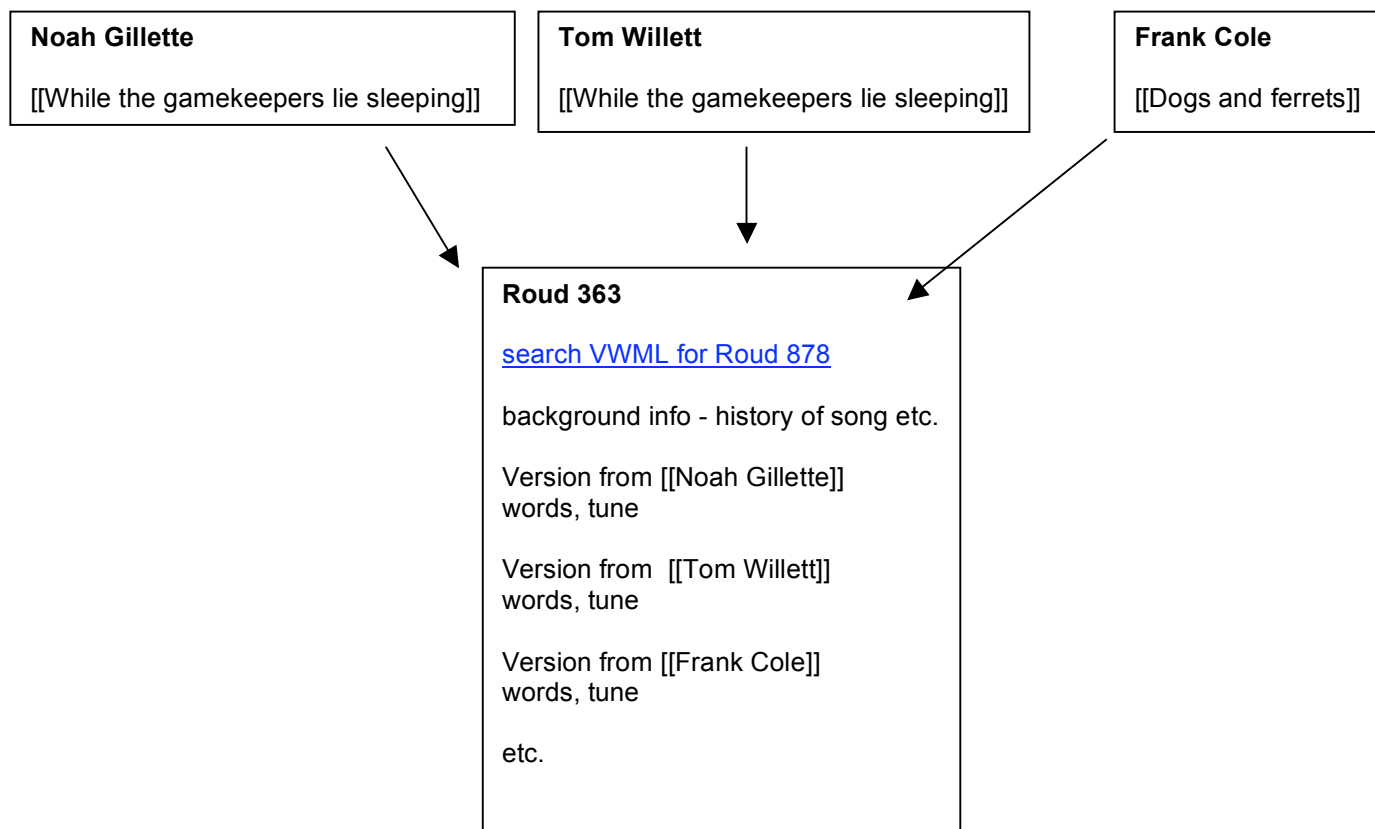 Noah Gillette
[[While the gamekeepers lie sleeping]]
Tom Willett
[[While the gamekeepers lie sleeping]]
Frank Cole
[[Dogs and ferrets]]
Roud 363
search VWML for Roud 878
background info - history of song etc.
Version from [[Noah Gillette]]
words, tune
Version from  [[Tom Willett]]
words, tune
Version from [[Frank Cole]]
words, tune
etc.